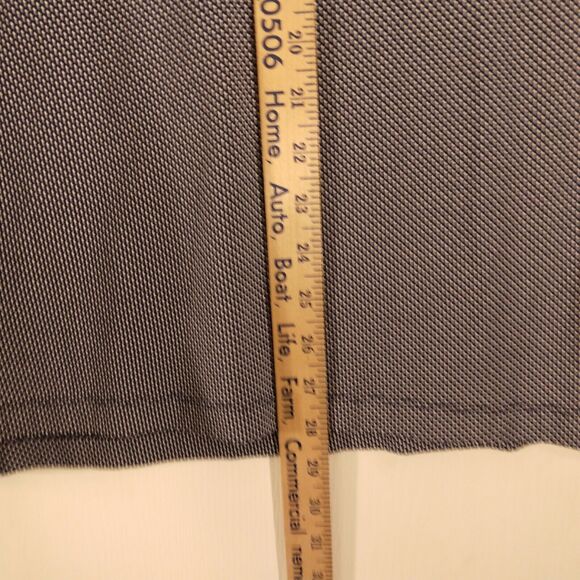 0506 Home, Auto, Boat, Life, Farm, Commercial
20 21 22 23 24 25 26 27 28 29 30 31